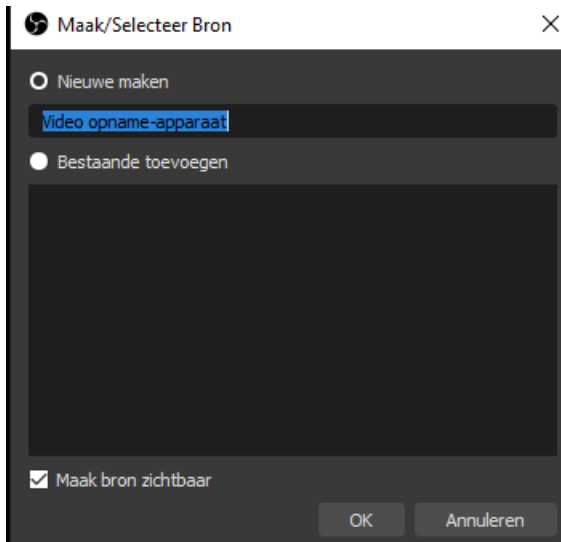 Maak/Selecteer Bron
Nieuwe maken
Video opname-apparaat
Bestaande toevoegen
Maak bron zichtbaar
OK Annuleren